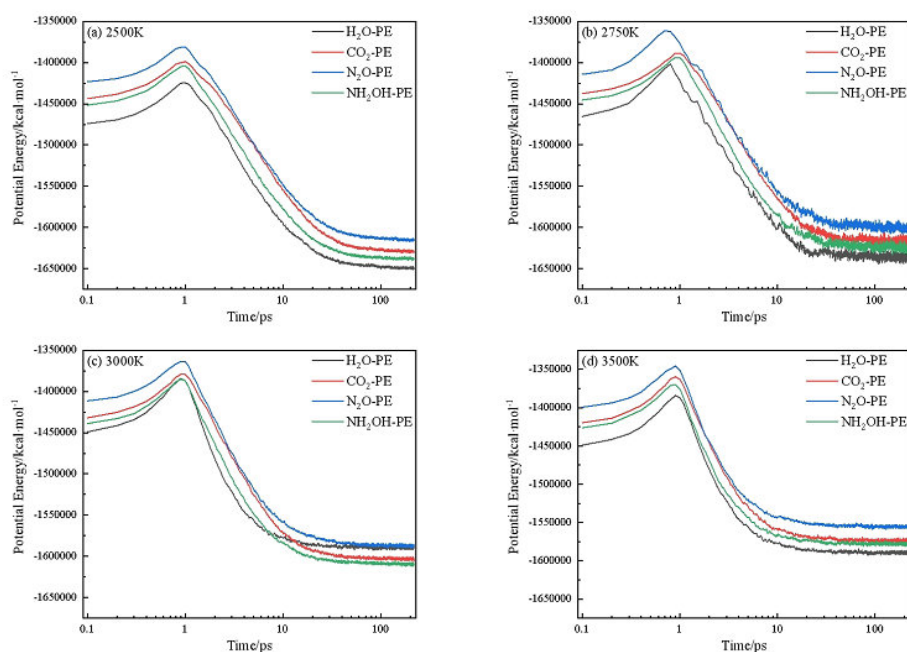 (a) 2500K
H₂O-PE
CO₂-PE
N₂O-PE
NH₂OH-PE
-1350000
-1400000
-1450000
-1500000
-1550000
-1600000
-1650000
Potential Energy/kcal·mol⁻¹
0.1 1 10 100
Time/ps
(b) 2750K
H₂O-PE
CO₂-PE
N₂O-PE
NH₂OH-PE
-1350000
-1400000
-1450000
-1500000
-1550000
-1600000
-1650000
Potential Energy/kcal·mol⁻¹
0.1 1 10 100
Time/ps
(c) 3000K
H₂O-PE
CO₂-PE
N₂O-PE
NH₂OH-PE
-1350000
-1400000
-1450000
-1500000
-1550000
-1600000
-1650000
Potential Energy/kcal·mol⁻¹
0.1 1 10 100
Time/ps
(d) 3500K
H₂O-PE
CO₂-PE
N₂O-PE
NH₂OH-PE
-1350000
-1400000
-1450000
-1500000
-1550000
-1600000
-1650000
Potential Energy/kcal·mol⁻¹
0.1 1 10 100
Time/ps